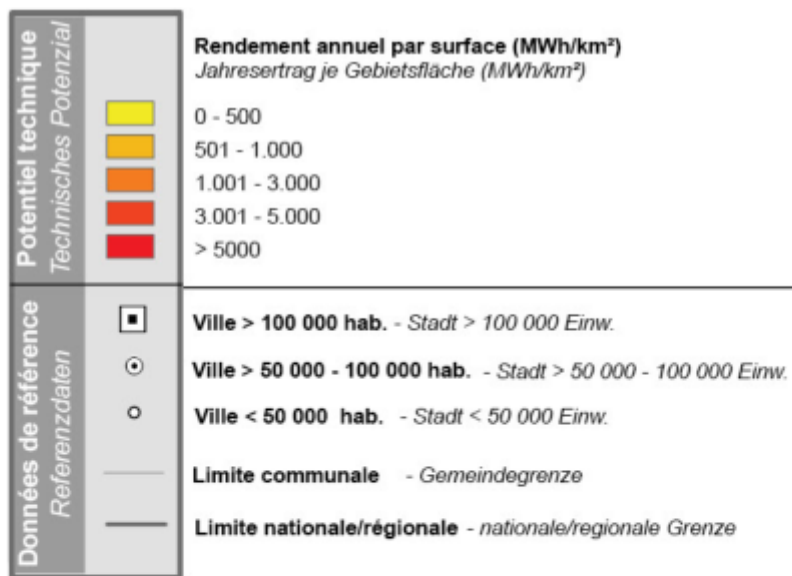 Potentiel technique
Technisches Potenzial
Rendement annuel par surface (MWh/km²)
Jahresertrag je Gebietsfläche (MWh/km²)
0 - 500
501 - 1.000
1.001 - 3.000
3.001 - 5.000
> 5000
Données de référence
Referenzdaten
Ville > 100 000 hab. - Stadt > 100 000 Einw.
Ville > 50 000 - 100 000 hab. - Stadt > 50 000 - 100 000 Einw.
Ville < 50 000 hab. - Stadt < 50 000 Einw.
Limite communale - Gemeindegrenze
Limite nationale/régionale - nationale/regionale Grenze